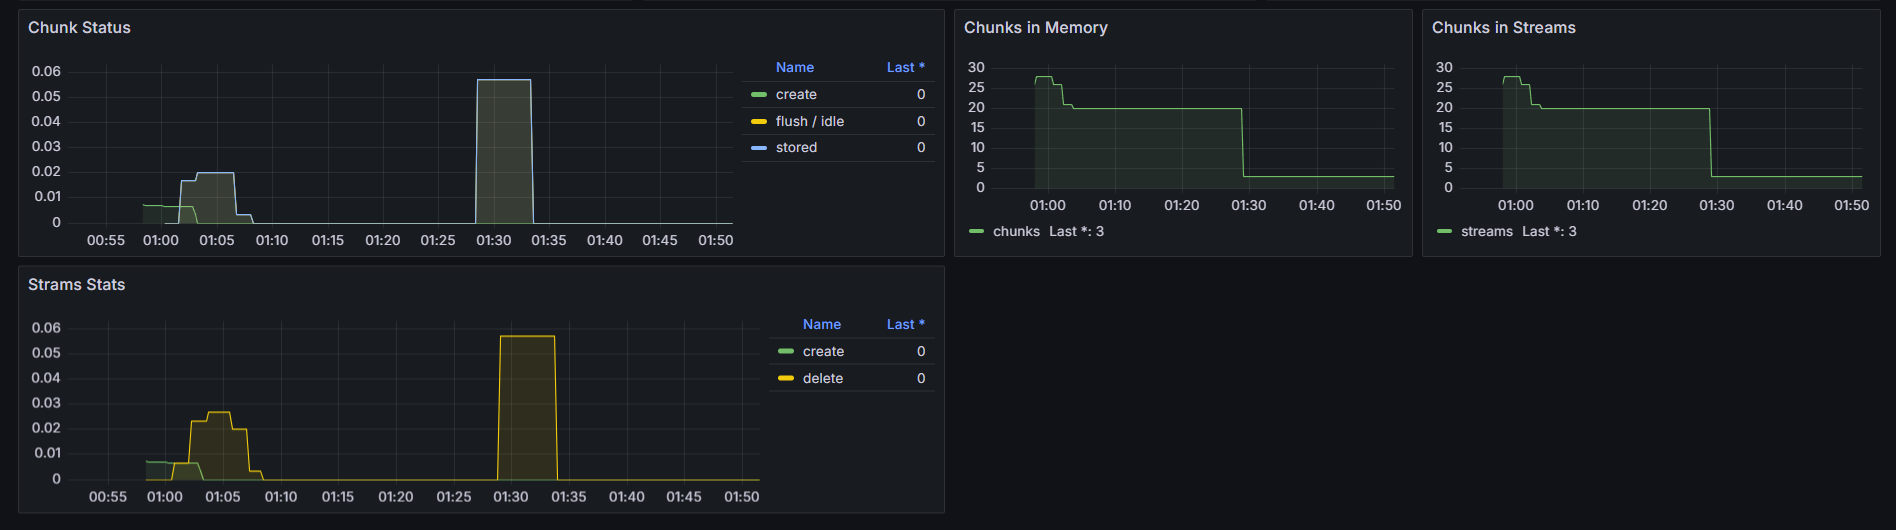 Chunk Status
Name Last *
0.06
0.05
0.04
0.03
0.02
0.01
0
create 0
flush / idle 0
stored 0
00:55 01:00 01:05 01:10 01:15 01:20 01:25 01:30 01:35 01:40 01:45 01:50
Chunks in Memory
30
25
20
15
10
5
0
01:00 01:10 01:20 01:30 01:40 01:50
chunks Last *: 3
Chunks in Streams
30
25
20
15
10
5
0
01:00 01:10 01:20 01:30 01:40 01:50
streams Last *: 3
Strams Stats
Name Last *
0.06
0.05
0.04
0.03
0.02
0.01
0
create 0
delete 0
00:55 01:00 01:05 01:10 01:15 01:20 01:25 01:30 01:35 01:40 01:45 01:50